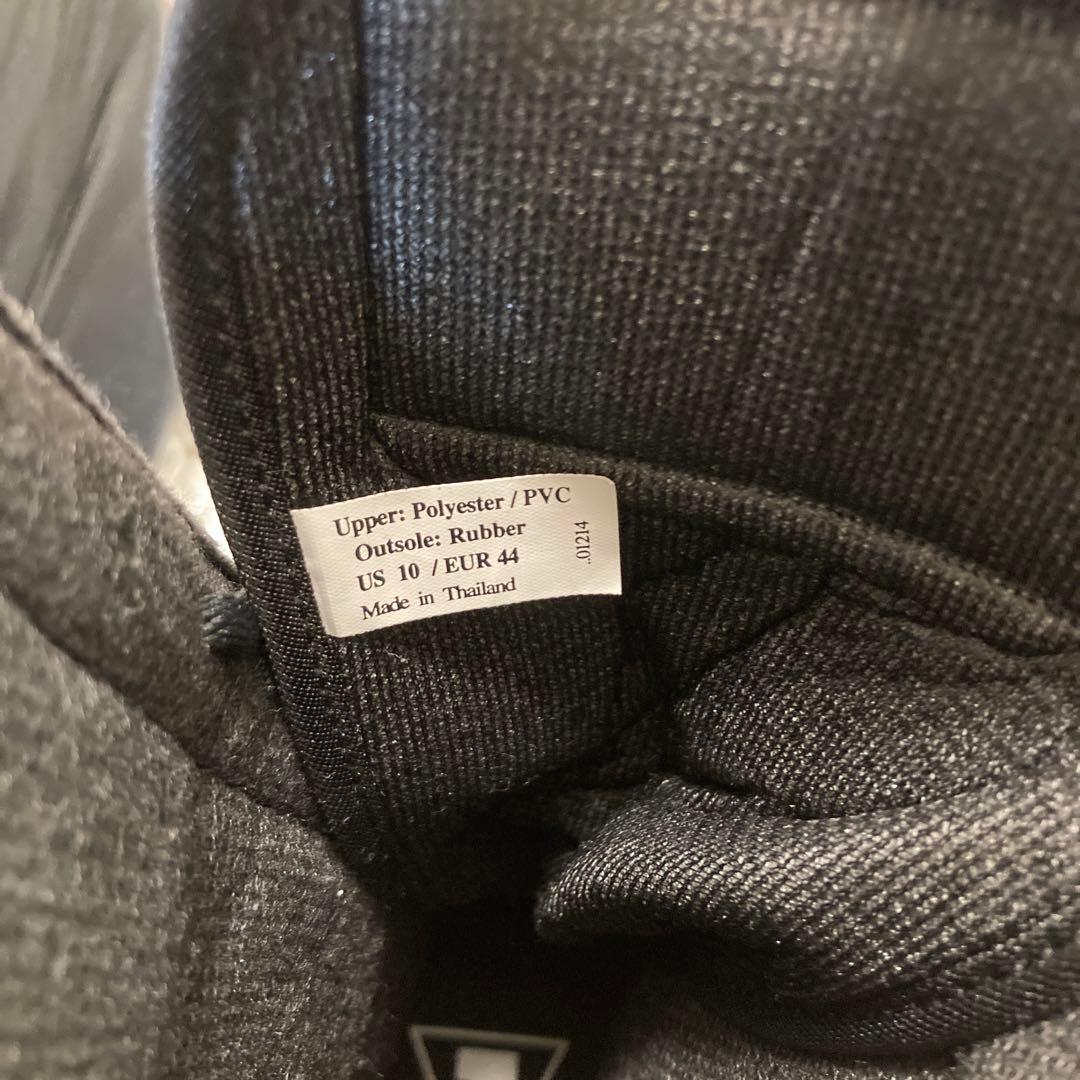 Upper: Polyester / PVC
Outsole: Rubber
US 10 / EUR 44
Made in Thailand
..01214